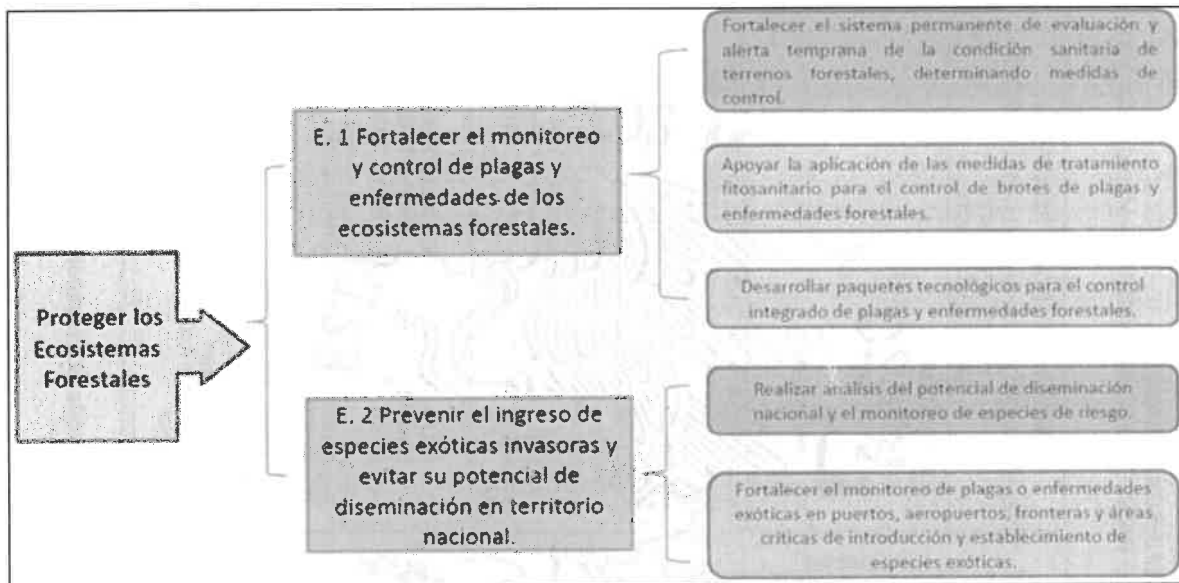 Proteger los
Ecosistemas
Forestales
E. 1 Fortalecer el monitoreo
y control de plagas y
enfermedades de los
ecosistemas forestales.
Fortalecer el sistema permanente de evaluación y
alerta temprana de la condición sanitaria de
terrenos forestales, determinando medidas de
control.
Apoyar la aplicación de las medidas de tratamiento
fitosanitario para el control de brotes de plagas y
enfermedades forestales.
Desarrollar paquetes tecnológicos para el control
integrado de plagas y enfermedades forestales.
E. 2 Prevenir el ingreso de
especies exóticas invasoras y
evitar su potencial de
diseminación en territorio
nacional.
Realizar análisis del potencial de diseminación
nacional y el monitoreo de especies de riesgo.
Fortalecer el monitoreo de plagas o enfermedades
exóticas en puertos, aeropuertos, fronteras y áreas
críticas de introducción y establecimiento de
especies exóticas.